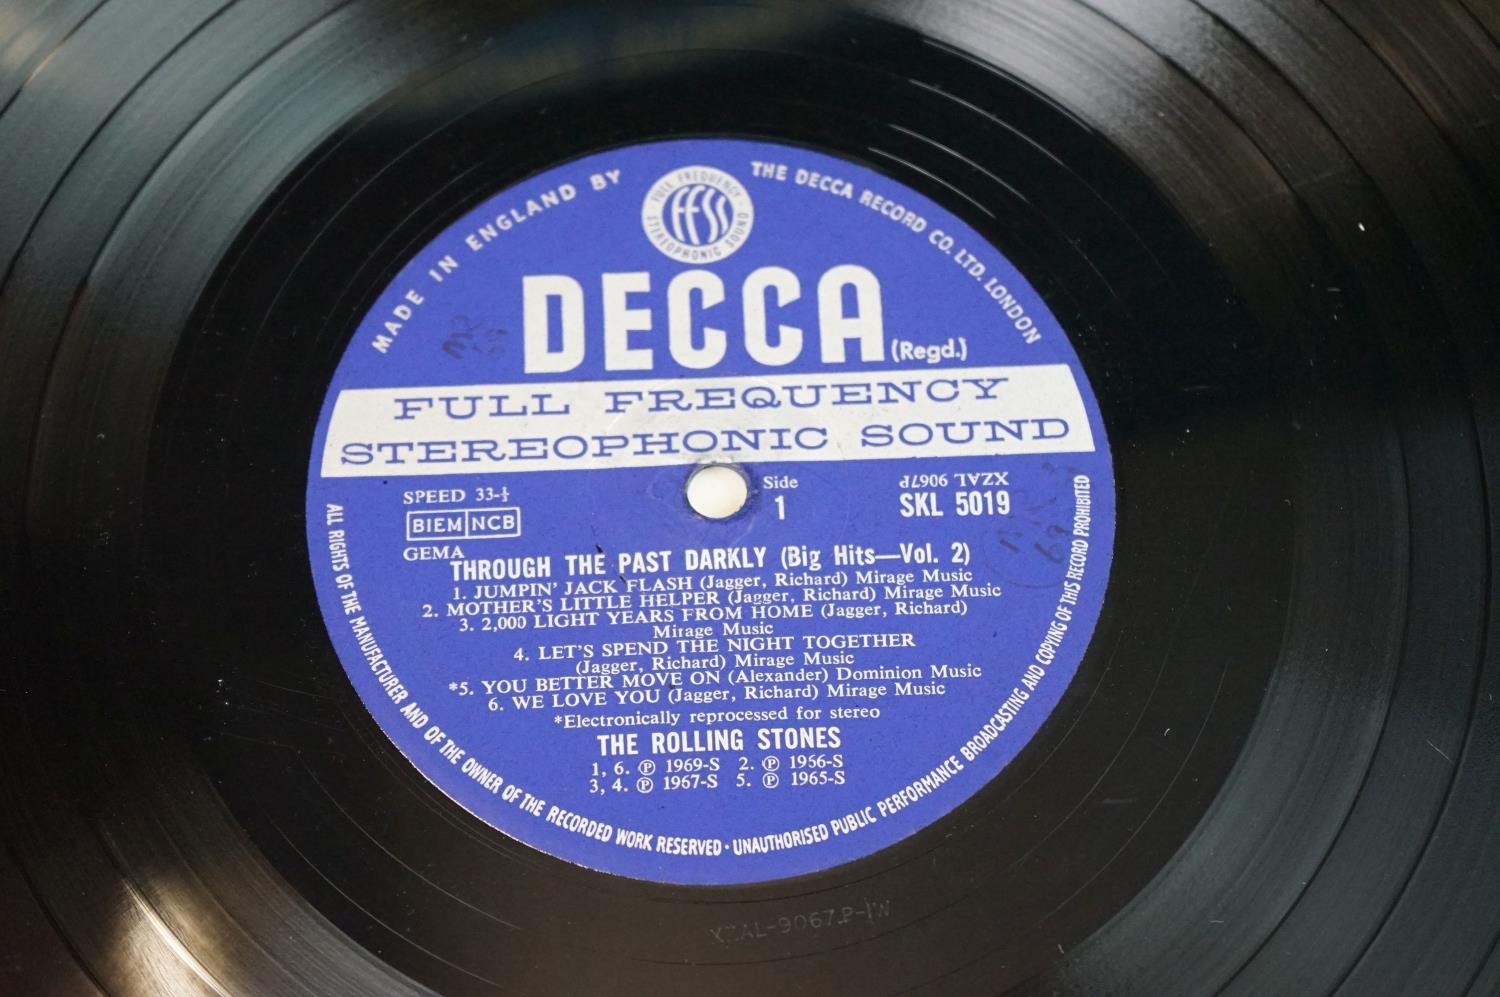 MADE IN ENGLAND BY
THE DECCA RECORD CO. LTD. LONDON
FULL FREQUENCY
ffss
STEREOPHONIC SOUND
DECCA
(Regd.)
FULL FREQUENCY
STEREOPHONIC SOUND
SPEED 33-⅓
BIEM NCB
GEMA
Side
1
XZAL 9067P
SKL 5019
MR
69
THROUGH THE PAST DARKLY (Big Hits—Vol. 2)
1. JUMPIN' JACK FLASH (Jagger, Richard) Mirage Music
2. MOTHER'S LITTLE HELPER (Jagger, Richard) Mirage Music
3. 2,000 LIGHT YEARS FROM HOME (Jagger, Richard)
Mirage Music
4. LET'S SPEND THE NIGHT TOGETHER
(Jagger, Richard) Mirage Music
*5. YOU BETTER MOVE ON (Alexander) Dominion Music
6. WE LOVE YOU (Jagger, Richard) Mirage Music
*Electronically reprocessed for stereo
THE ROLLING STONES
1, 6. ℗ 1969-S 2. ℗ 1956-S
3, 4. ℗ 1967-S 5. ℗ 1965-S
ALL RIGHTS OF THE MANUFACTURER AND OF THE OWNER OF THE RECORDED WORK RESERVED · UNAUTHORISED PUBLIC PERFORMANCE BROADCASTING AND COPYING OF THIS RECORD PROHIBITED
XZAL-9067.P-1W